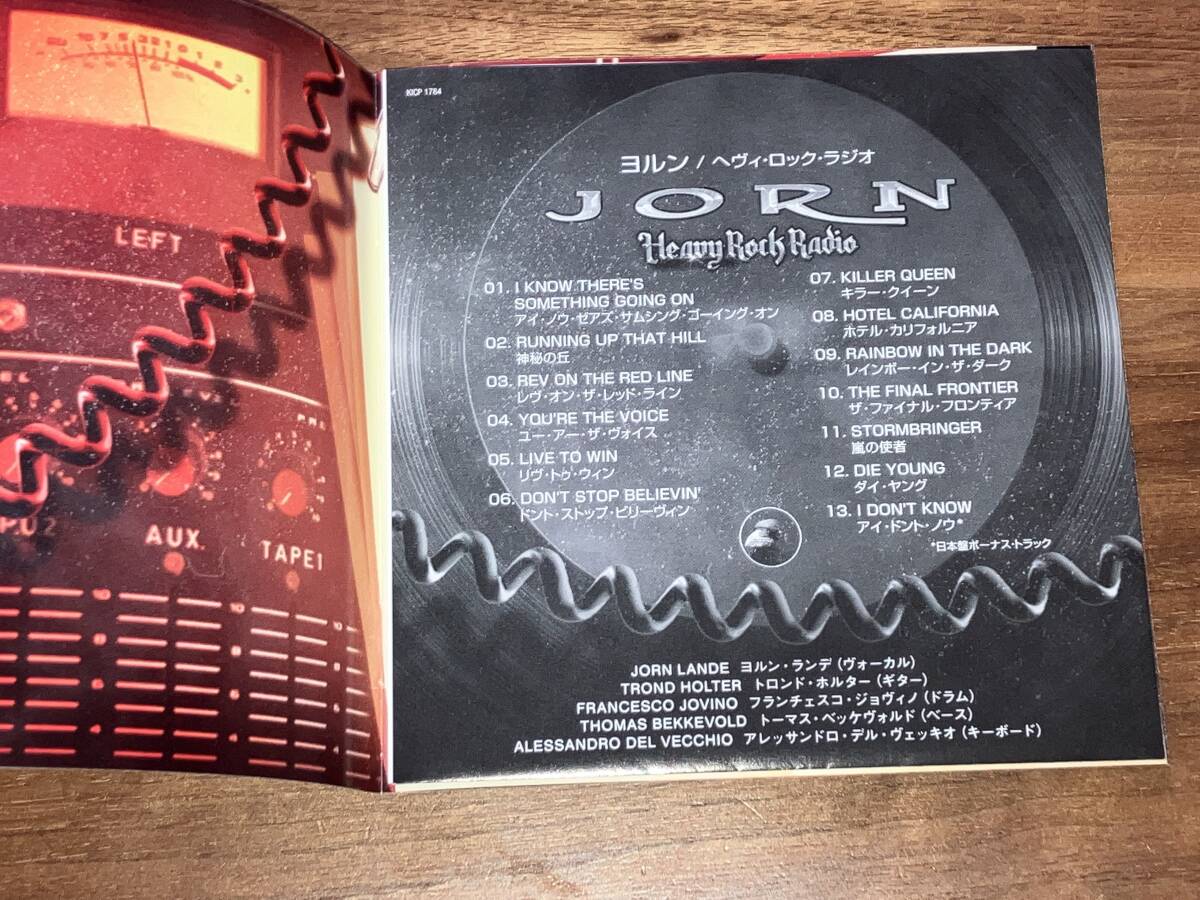 LEFT
AUX.
TAPE1
KICP 1784
ヨルン / ヘヴィ・ロック・ラジオ
JORN
Heavy Rock Radio
01. I KNOW THERE'S
SOMETHING GOING ON
アイ・ノウ・ゼアズ・サムシング・ゴーイング・オン
02. RUNNING UP THAT HILL
神秘の丘
03. REV ON THE RED LINE
レヴ・オン・ザ・レッド・ライン
04. YOU'RE THE VOICE
ユー・アー・ザ・ヴォイス
05. LIVE TO WIN
リヴ・トゥ・ウィン
06. DON'T STOP BELIEVIN'
ドント・ストップ・ビリーヴィン
07. KILLER QUEEN
キラー・クイーン
08. HOTEL CALIFORNIA
ホテル・カリフォルニア
09. RAINBOW IN THE DARK
レインボー・イン・ザ・ダーク
10. THE FINAL FRONTIER
ザ・ファイナル・フロンティア
11. STORMBRINGER
嵐の使者
12. DIE YOUNG
ダイ・ヤング
13. I DON'T KNOW
アイ・ドント・ノウ*
*日本盤ボーナス・トラック
JORN LANDE ヨルン・ランデ（ヴォーカル）
TROND HOLTER トロンド・ホルター（ギター）
FRANCESCO JOVINO フランチェスコ・ジョヴィノ（ドラム）
THOMAS BEKKEVOLD トーマス・ベッケヴォルド（ベース）
ALESSANDRO DEL VECCHIO アレッサンドロ・デル・ヴェッキオ（キーボード）